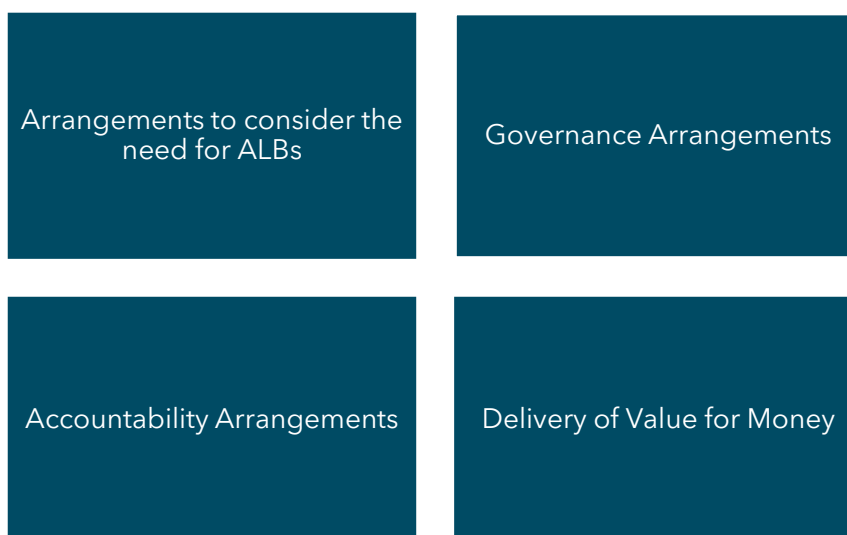 Arrangements to consider the
need for ALBs
Governance Arrangements
Accountability Arrangements
Delivery of Value for Money